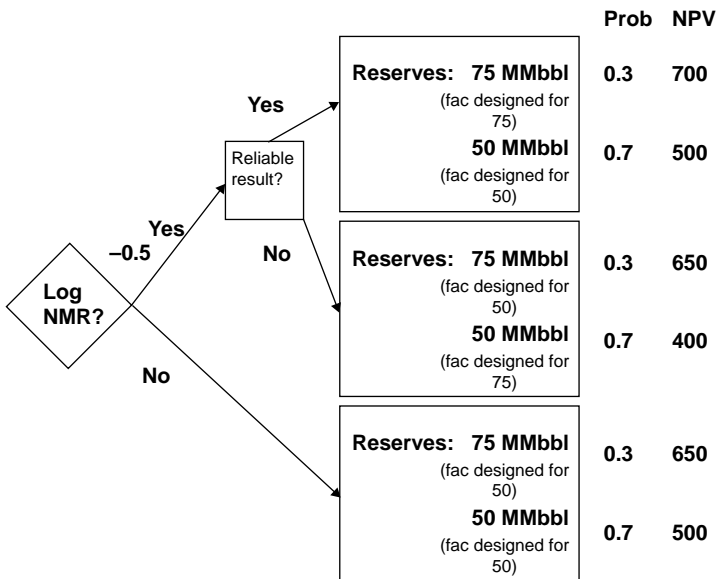 Prob NPV
Reserves: 75 MMbbl 0.3 700
(fac designed for
75)
50 MMbbl 0.7 500
(fac designed for
50)
Yes
Reliable
result?
Yes
–0.5
No
Reserves: 75 MMbbl 0.3 650
(fac designed for
50)
50 MMbbl 0.7 400
(fac designed for
75)
Log
NMR?
No
Reserves: 75 MMbbl 0.3 650
(fac designed for
50)
50 MMbbl 0.7 500
(fac designed for
50)